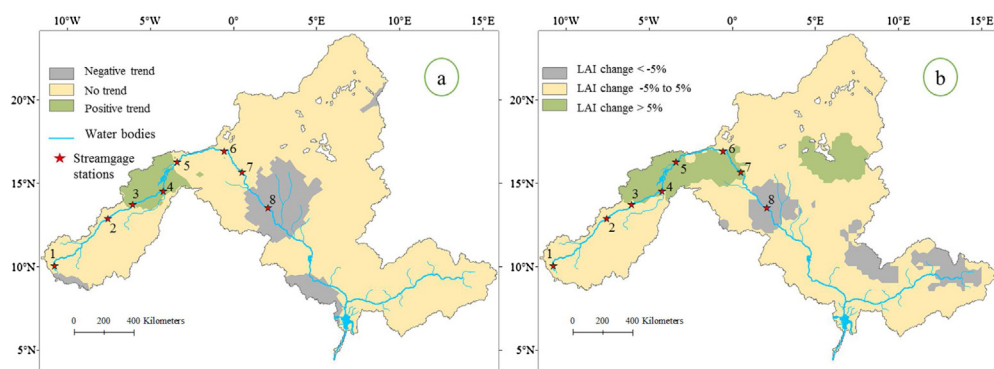 10°W 5°W 0° 5°E 10°E 15°E
20°N
15°N
10°N
5°N
Negative trend
No trend
Positive trend
Water bodies
Streamgage
stations
a
1
2
3
4
5
6
7
8
0 200 400 Kilometers
10°W 5°W 0° 5°E 10°E 15°E
20°N
15°N
10°N
5°N
LAI change < -5%
LAI change -5% to 5%
LAI change > 5%
b
1
2
3
4
5
6
7
8
0 200 400 Kilometers